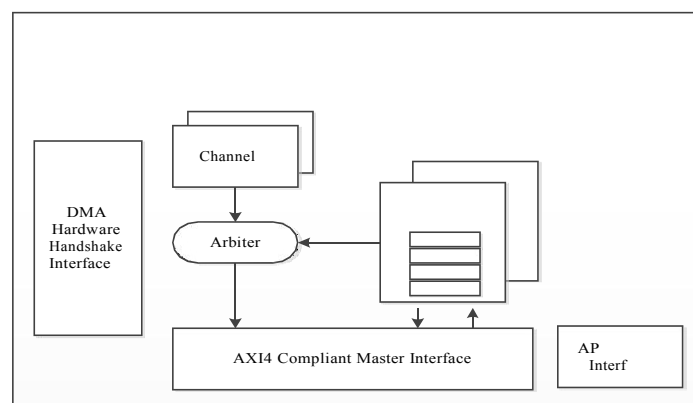 Channel
DMA
Hardware
Handshake
Interface
Arbiter
AXI4 Compliant Master Interface
AP
Interf